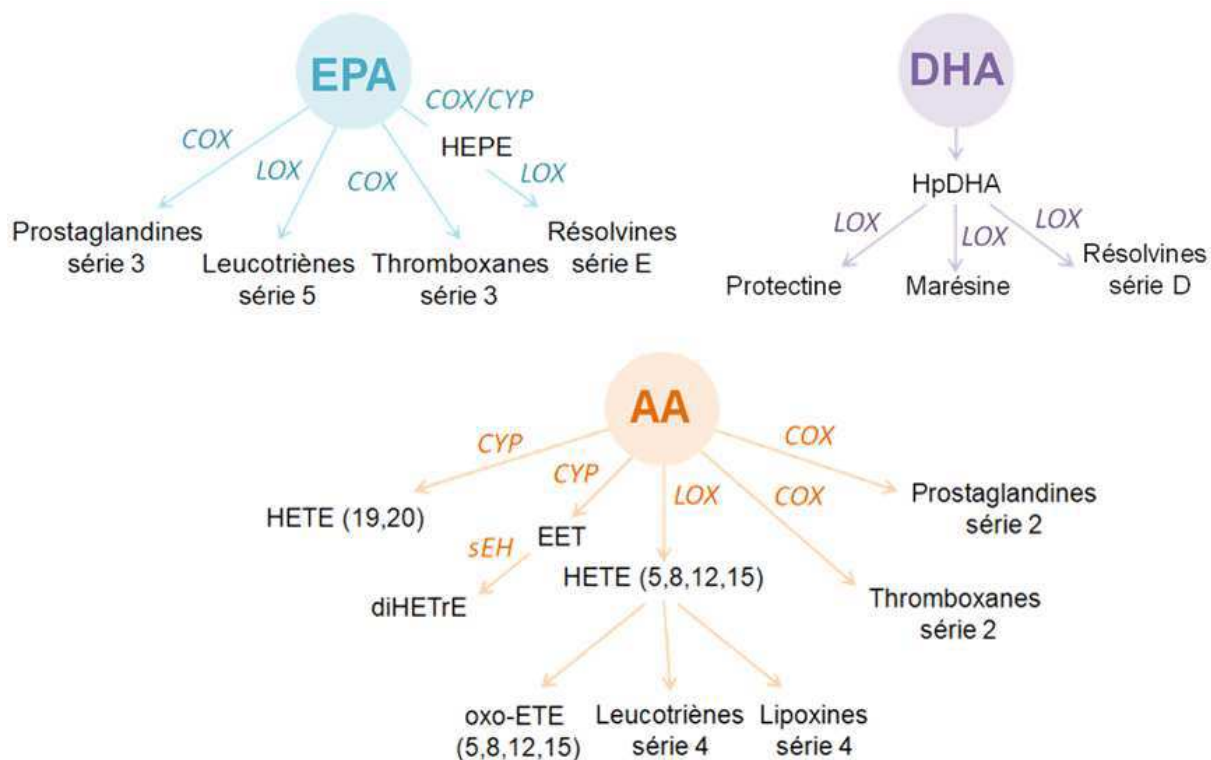 EPA
COX/CYP
COX
LOX
COX
HEPE
LOX
Prostaglandines
série 3
Leucotriènes
série 5
Thromboxanes
série 3
Résolvines
série E
DHA
HpDHA
LOX
LOX
LOX
Protectine
Marésine
Résolvines
série D
AA
CYP
CYP
LOX
COX
COX
HETE (19,20)
EET
sEH
diHETrE
HETE (5,8,12,15)
Prostaglandines
série 2
Thromboxanes
série 2
oxo-ETE
(5,8,12,15)
Leucotriènes
série 4
Lipoxines
série 4